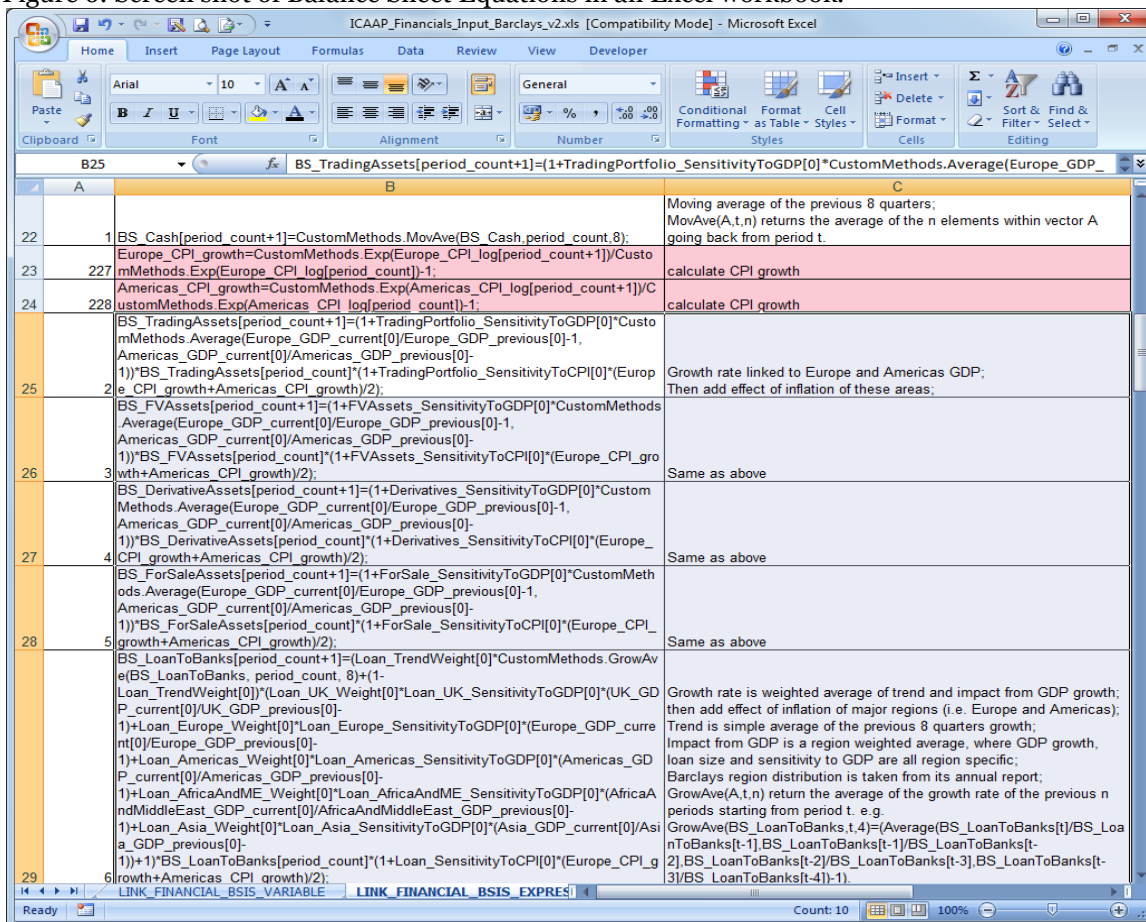 Figure 6: Screen shot of Balance Sheet Equations in an Excel workbook.
ICAAP_Financials_Input_Barclays_v2.xls [Compatibility Mode] - Microsoft Excel
Home Insert Page Layout Formulas Data Review View Developer
Arial 10 A A General Insert Σ
Paste B I U A % , Conditional Format Cell Delete Sort & Find &
Formatting as Table Styles Format Filter Select
Clipboard Font Alignment Number Styles Cells Editing
B25 fx BS_TradingAssets[period_count+1]=(1+TradingPortfolio_SensitivityToGDP[0]*CustomMethods.Average(Europe_GDP_
A B C
22 1 BS_Cash[period_count+1]=CustomMethods.MovAve(BS_Cash,period_count,8);
Moving average of the previous 8 quarters;
MovAve(A,t,n) returns the average of the n elements within vector A
going back from period t.
23 227 Europe_CPI_growth=CustomMethods.Exp(Europe_CPI_log[period_count+1])/Custo
mMethods.Exp(Europe_CPI_log[period_count])-1;
calculate CPI growth
24 228 Americas_CPI_growth=CustomMethods.Exp(Americas_CPI_log[period_count+1])/C
ustomMethods.Exp(Americas_CPI_log[period_count])-1;
calculate CPI growth
25 2 BS_TradingAssets[period_count+1]=(1+TradingPortfolio_SensitivityToGDP[0]*Custo
mMethods.Average(Europe_GDP_current[0]/Europe_GDP_previous[0]-1,
Americas_GDP_current[0]/Americas_GDP_previous[0]-
1))*BS_TradingAssets[period_count]*(1+TradingPortfolio_SensitivityToCPI[0]*(Europ
e_CPI_growth+Americas_CPI_growth)/2);
Growth rate linked to Europe and Americas GDP;
Then add effect of inflation of these areas;
26 3 BS_FVAssets[period_count+1]=(1+FVAssets_SensitivityToGDP[0]*CustomMethods
.Average(Europe_GDP_current[0]/Europe_GDP_previous[0]-1,
Americas_GDP_current[0]/Americas_GDP_previous[0]-
1))*BS_FVAssets[period_count]*(1+FVAssets_SensitivityToCPI[0]*(Europe_CPI_gro
wth+Americas_CPI_growth)/2);
Same as above
27 4 BS_DerivativeAssets[period_count+1]=(1+Derivatives_SensitivityToGDP[0]*Custom
Methods.Average(Europe_GDP_current[0]/Europe_GDP_previous[0]-1,
Americas_GDP_current[0]/Americas_GDP_previous[0]-
1))*BS_DerivativeAssets[period_count]*(1+Derivatives_SensitivityToCPI[0]*(Europe_
CPI_growth+Americas_CPI_growth)/2);
Same as above
28 5 BS_ForSaleAssets[period_count+1]=(1+ForSale_SensitivityToGDP[0]*CustomMeth
ods.Average(Europe_GDP_current[0]/Europe_GDP_previous[0]-1,
Americas_GDP_current[0]/Americas_GDP_previous[0]-
1))*BS_ForSaleAssets[period_count]*(1+ForSale_SensitivityToCPI[0]*(Europe_CPI_
growth+Americas_CPI_growth)/2);
Same as above
29 6 BS_LoanToBanks[period_count+1]=(Loan_TrendWeight[0]*CustomMethods.GrowAv
e(BS_LoanToBanks, period_count, 8)+(1-
Loan_TrendWeight[0])*(Loan_UK_Weight[0]*Loan_UK_SensitivityToGDP[0]*(UK_GD
P_current[0]/UK_GDP_previous[0]-
1)+Loan_Europe_Weight[0]*Loan_Europe_SensitivityToGDP[0]*(Europe_GDP_curre
nt[0]/Europe_GDP_previous[0]-
1)+Loan_Americas_Weight[0]*Loan_Americas_SensitivityToGDP[0]*(Americas_GD
P_current[0]/Americas_GDP_previous[0]-
1)+Loan_AfricaAndME_Weight[0]*Loan_AfricaAndME_SensitivityToGDP[0]*(AfricaA
ndMiddleEast_GDP_current[0]/AfricaAndMiddleEast_GDP_previous[0]-
1)+Loan_Asia_Weight[0]*Loan_Asia_SensitivityToGDP[0]*(Asia_GDP_current[0]/Asi
a_GDP_previous[0]-
1))+1)*BS_LoanToBanks[period_count]*(1+Loan_SensitivityToCPI[0]*(Europe_CPI_g
rowth+Americas_CPI_growth)/2);
Growth rate is weighted average of trend and impact from GDP growth;
then add effect of inflation of major regions (i.e. Europe and Americas);
Trend is simple average of the previous 8 quarters growth;
Impact from GDP is a region weighted average, where GDP growth,
loan size and sensitivity to GDP are all region specific;
Barclays region distribution is taken from its annual report;
GrowAve(A,t,n) return the average of the growth rate of the previous n
periods starting from period t. e.g.
GrowAve(BS_LoanToBanks,t,4)=(Average(BS_LoanToBanks[t]/BS_Loa
nToBanks[t-1],BS_LoanToBanks[t-1]/BS_LoanToBanks[t-
2],BS_LoanToBanks[t-2]/BS_LoanToBanks[t-3],BS_LoanToBanks[t-
3]/BS_LoanToBanks[t-4])-1).
LINK_FINANCIAL_BSIS_VARIABLE LINK_FINANCIAL_BSIS_EXPRES
Ready Count: 10 100%